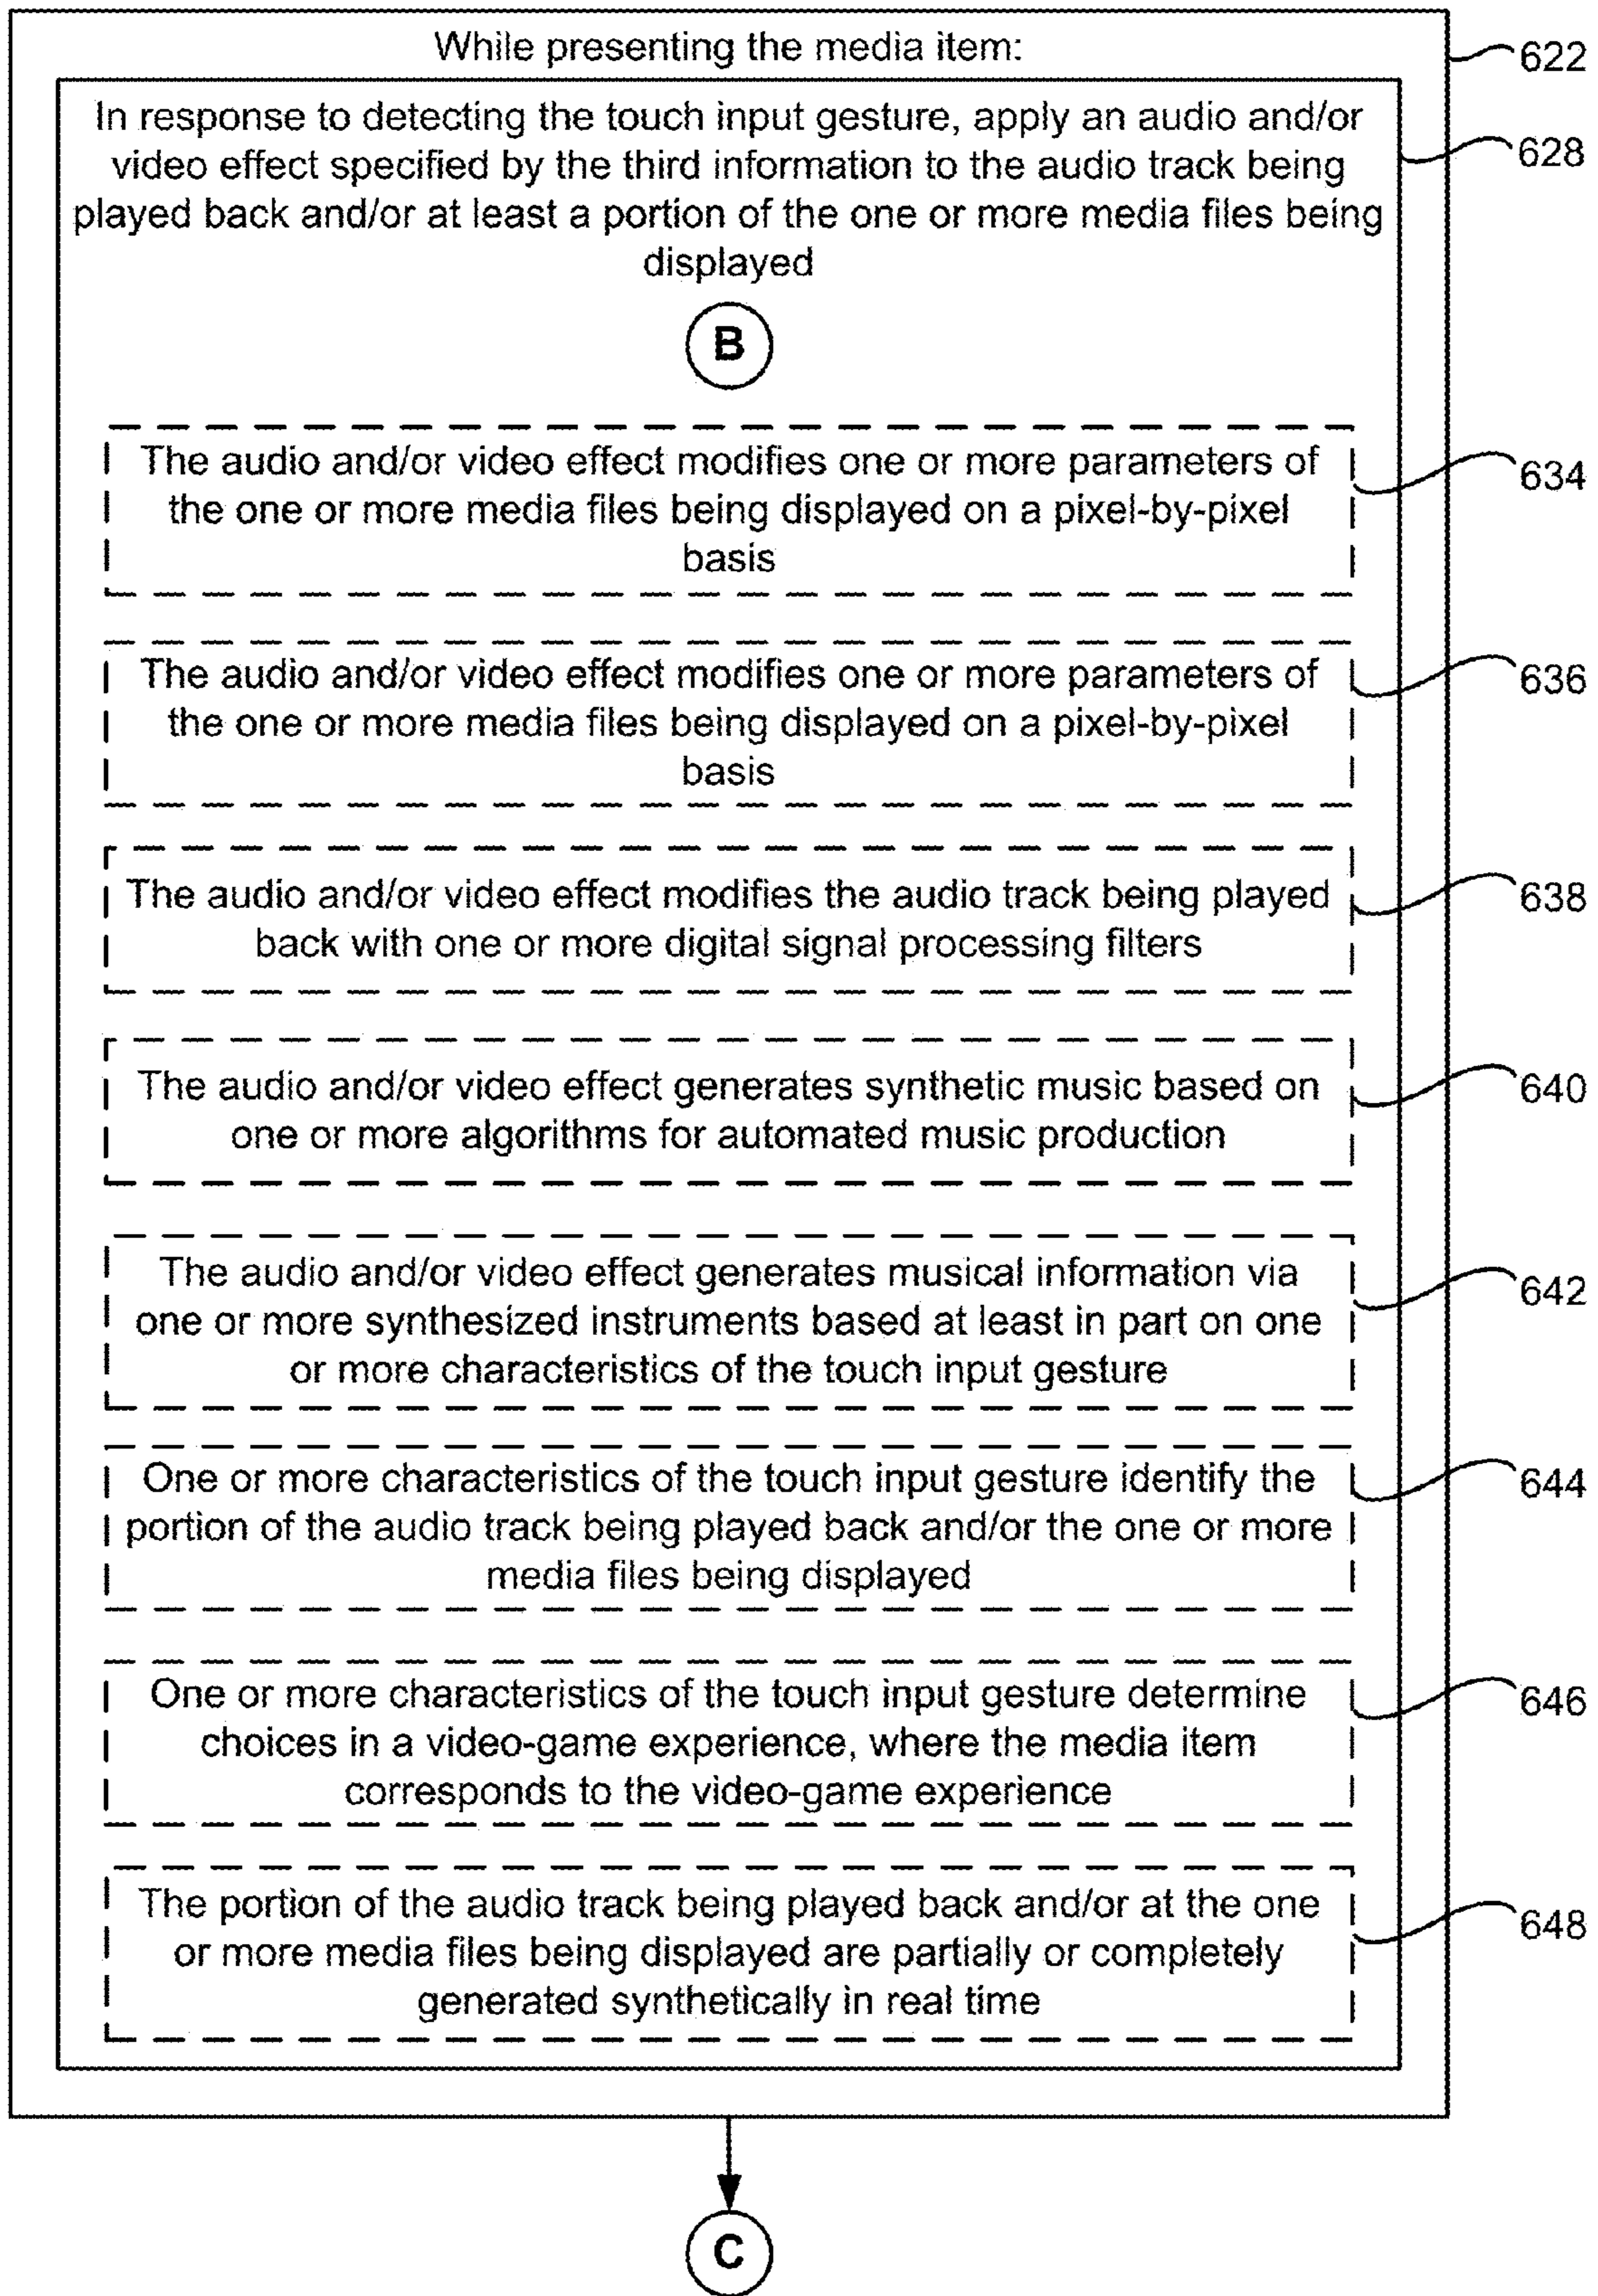 While presenting the media item:
622
In response to detecting the touch input gesture, apply an audio and/or
video effect specified by the third information to the audio track being
played back and/or at least a portion of the one or more media files being
displayed
628
B
The audio and/or video effect modifies one or more parameters of
the one or more media files being displayed on a pixel-by-pixel
basis
634
The audio and/or video effect modifies one or more parameters of
the one or more media files being displayed on a pixel-by-pixel
basis
636
The audio and/or video effect modifies the audio track being played
back with one or more digital signal processing filters
638
The audio and/or video effect generates synthetic music based on
one or more algorithms for automated music production
640
The audio and/or video effect generates musical information via
one or more synthesized instruments based at least in part on one
or more characteristics of the touch input gesture
642
One or more characteristics of the touch input gesture identify the
portion of the audio track being played back and/or the one or more
media files being displayed
644
One or more characteristics of the touch input gesture determine
choices in a video-game experience, where the media item
corresponds to the video-game experience
646
The portion of the audio track being played back and/or at the one
or more media files being displayed are partially or completely
generated synthetically in real time
648
C